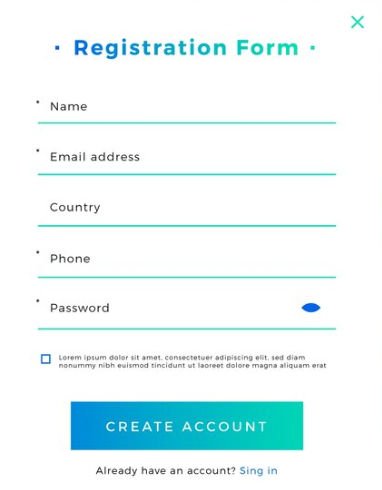 Registration Form
* Name
* Email address
Country
* Phone
* Password
Lorem ipsum dolor sit amet, consectetuer adipiscing elit, sed diam
nonummy nibh euismod tincidunt ut laoreet dolore magna aliquam erat
CREATE ACCOUNT
Already have an account? Sing in